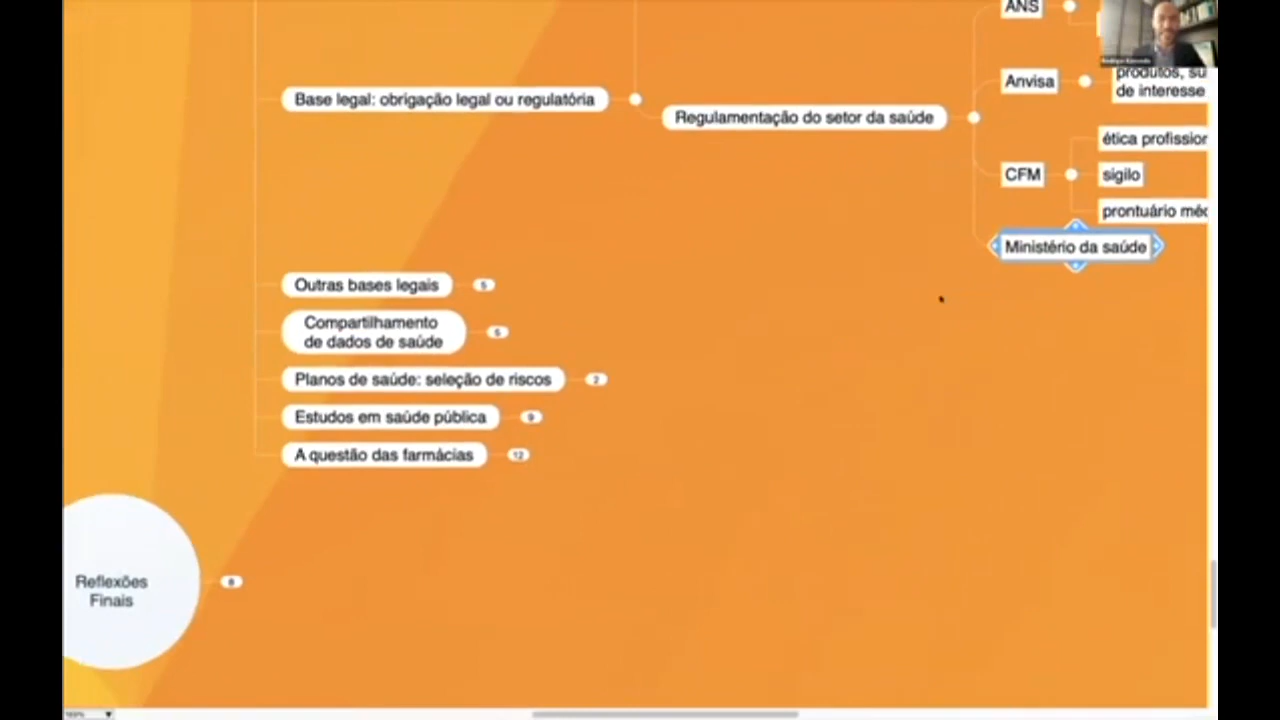 ANS
Anvisa
produtos, su
de interesse
Base legal: obrigação legal ou regulatória
Regulamentação do setor da saúde
ética profissior
CFM
sigilo
prontuário méc
Ministério da saúde
Outras bases legais
5
Compartilhamento
de dados de saúde
5
Planos de saúde: seleção de riscos
2
Estudos em saúde pública
9
A questão das farmácias
12
Reflexões
Finais
8